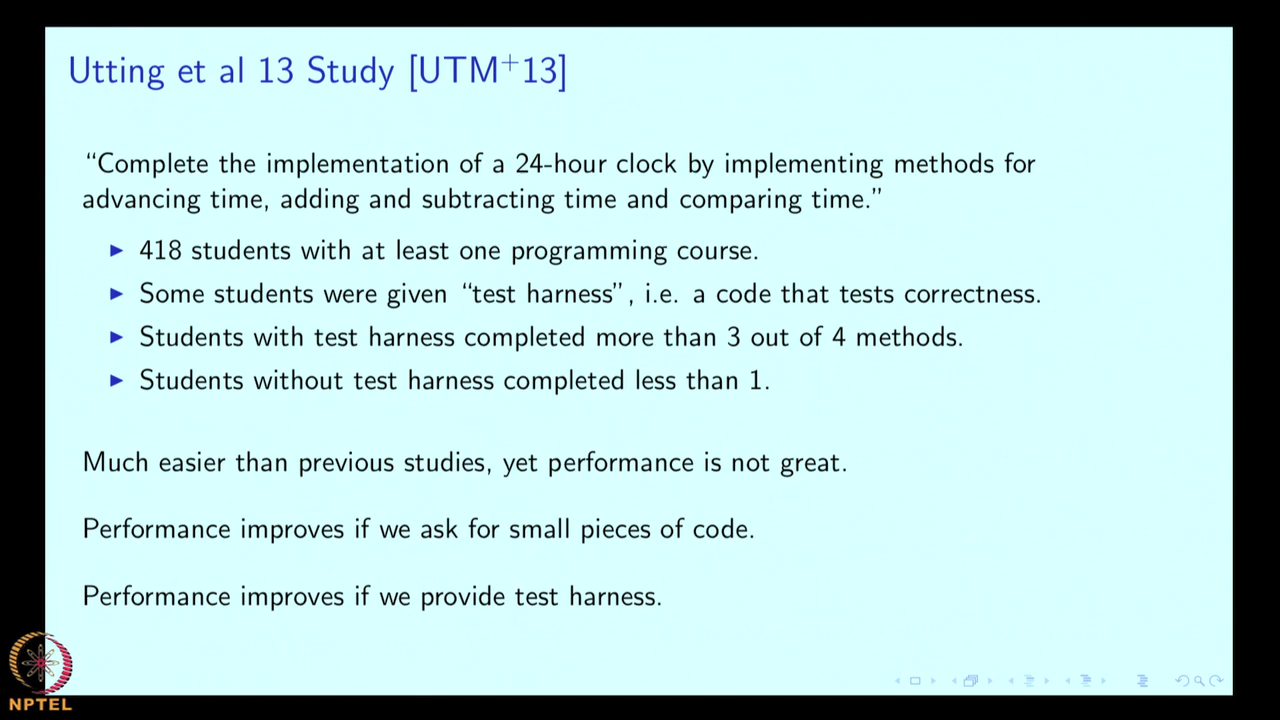 Utting et al 13 Study [UTM+13]
“Complete the implementation of a 24-hour clock by implementing methods for
advancing time, adding and subtracting time and comparing time.”
▶ 418 students with at least one programming course.
▶ Some students were given “test harness”, i.e. a code that tests correctness.
▶ Students with test harness completed more than 3 out of 4 methods.
▶ Students without test harness completed less than 1.
Much easier than previous studies, yet performance is not great.
Performance improves if we ask for small pieces of code.
Performance improves if we provide test harness.
NPTEL